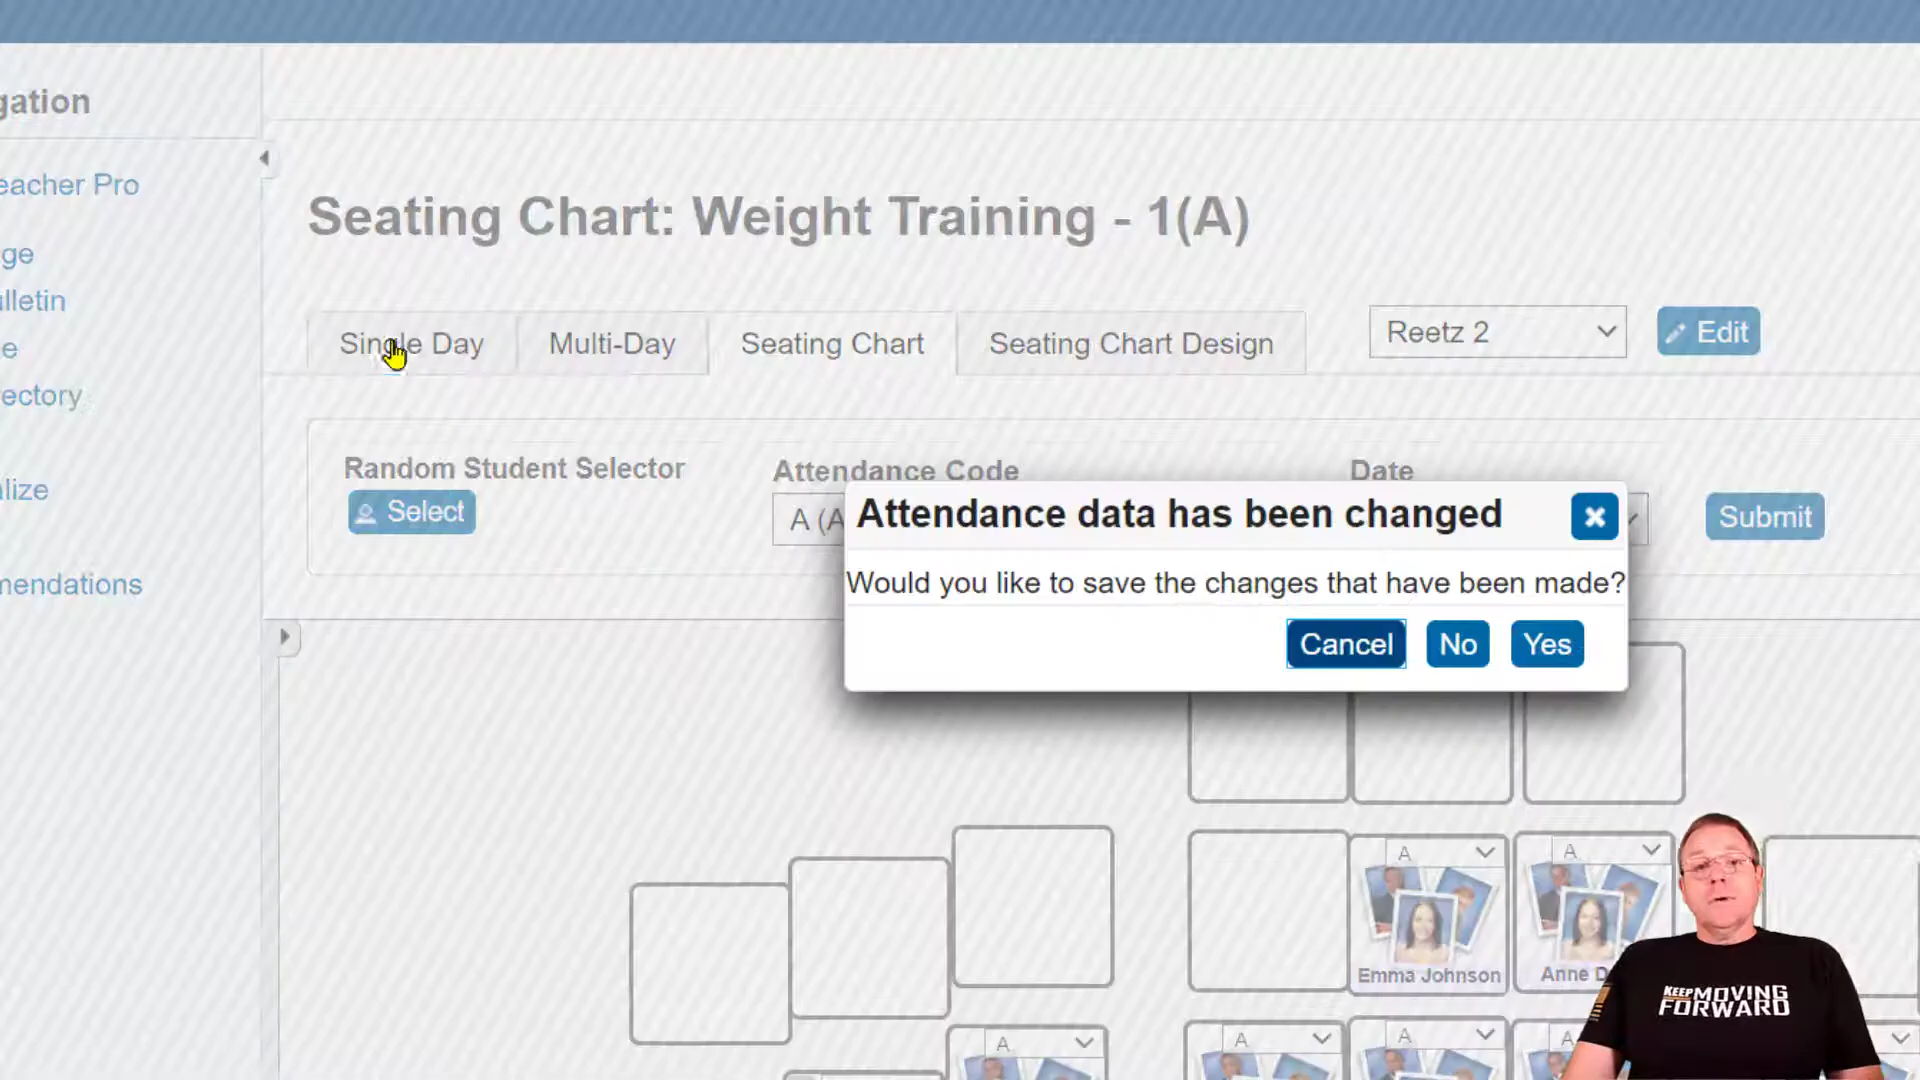 gation
eacher Pro
ge
ulletin
e
ectory
lize
mendations
Seating Chart: Weight Training - 1(A)
Single Day
Multi-Day
Seating Chart
Seating Chart Design
Reetz 2
Edit
Random Student Selector
Select
Attendance Code
A (A
Date
Submit
Attendance data has been changed
Would you like to save the changes that have been made?
Cancel
No
Yes
A
A
Emma Johnson
Anne D
A
A
A
A
KEEP MOVING
FORWARD